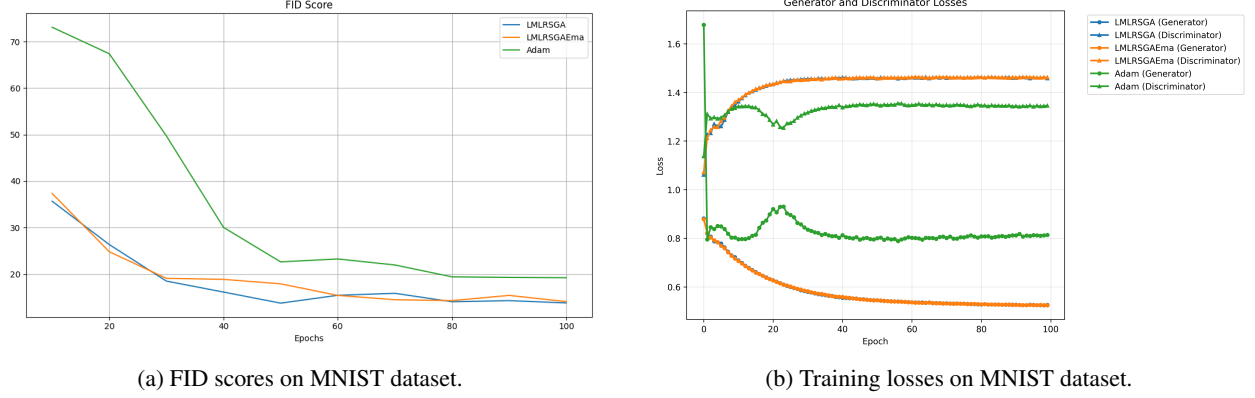 FID Score
LMLRSGA
LMLRSGAEma
Adam
70
60
50
40
30
20
20
40
60
80
100
Epochs
(a) FID scores on MNIST dataset.
Generator and Discriminator Losses
LMLRSGA (Generator)
LMLRSGA (Discriminator)
LMLRSGAEma (Generator)
LMLRSGAEma (Discriminator)
Adam (Generator)
Adam (Discriminator)
Loss
1.6
1.4
1.2
1.0
0.8
0.6
0
20
40
60
80
100
Epoch
(b) Training losses on MNIST dataset.